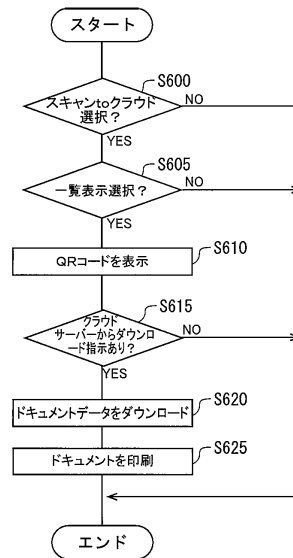 スタート
S600
スキャンtoクラウド
選択?
NO
YES
S605
一覧表示選択?
NO
YES
S610
QRコードを表示
S615
クラウド
サーバーからダウンロ
ード指示あり?
NO
YES
S620
ドキュメントデータをダウンロード
S625
ドキュメントを印刷
エンド